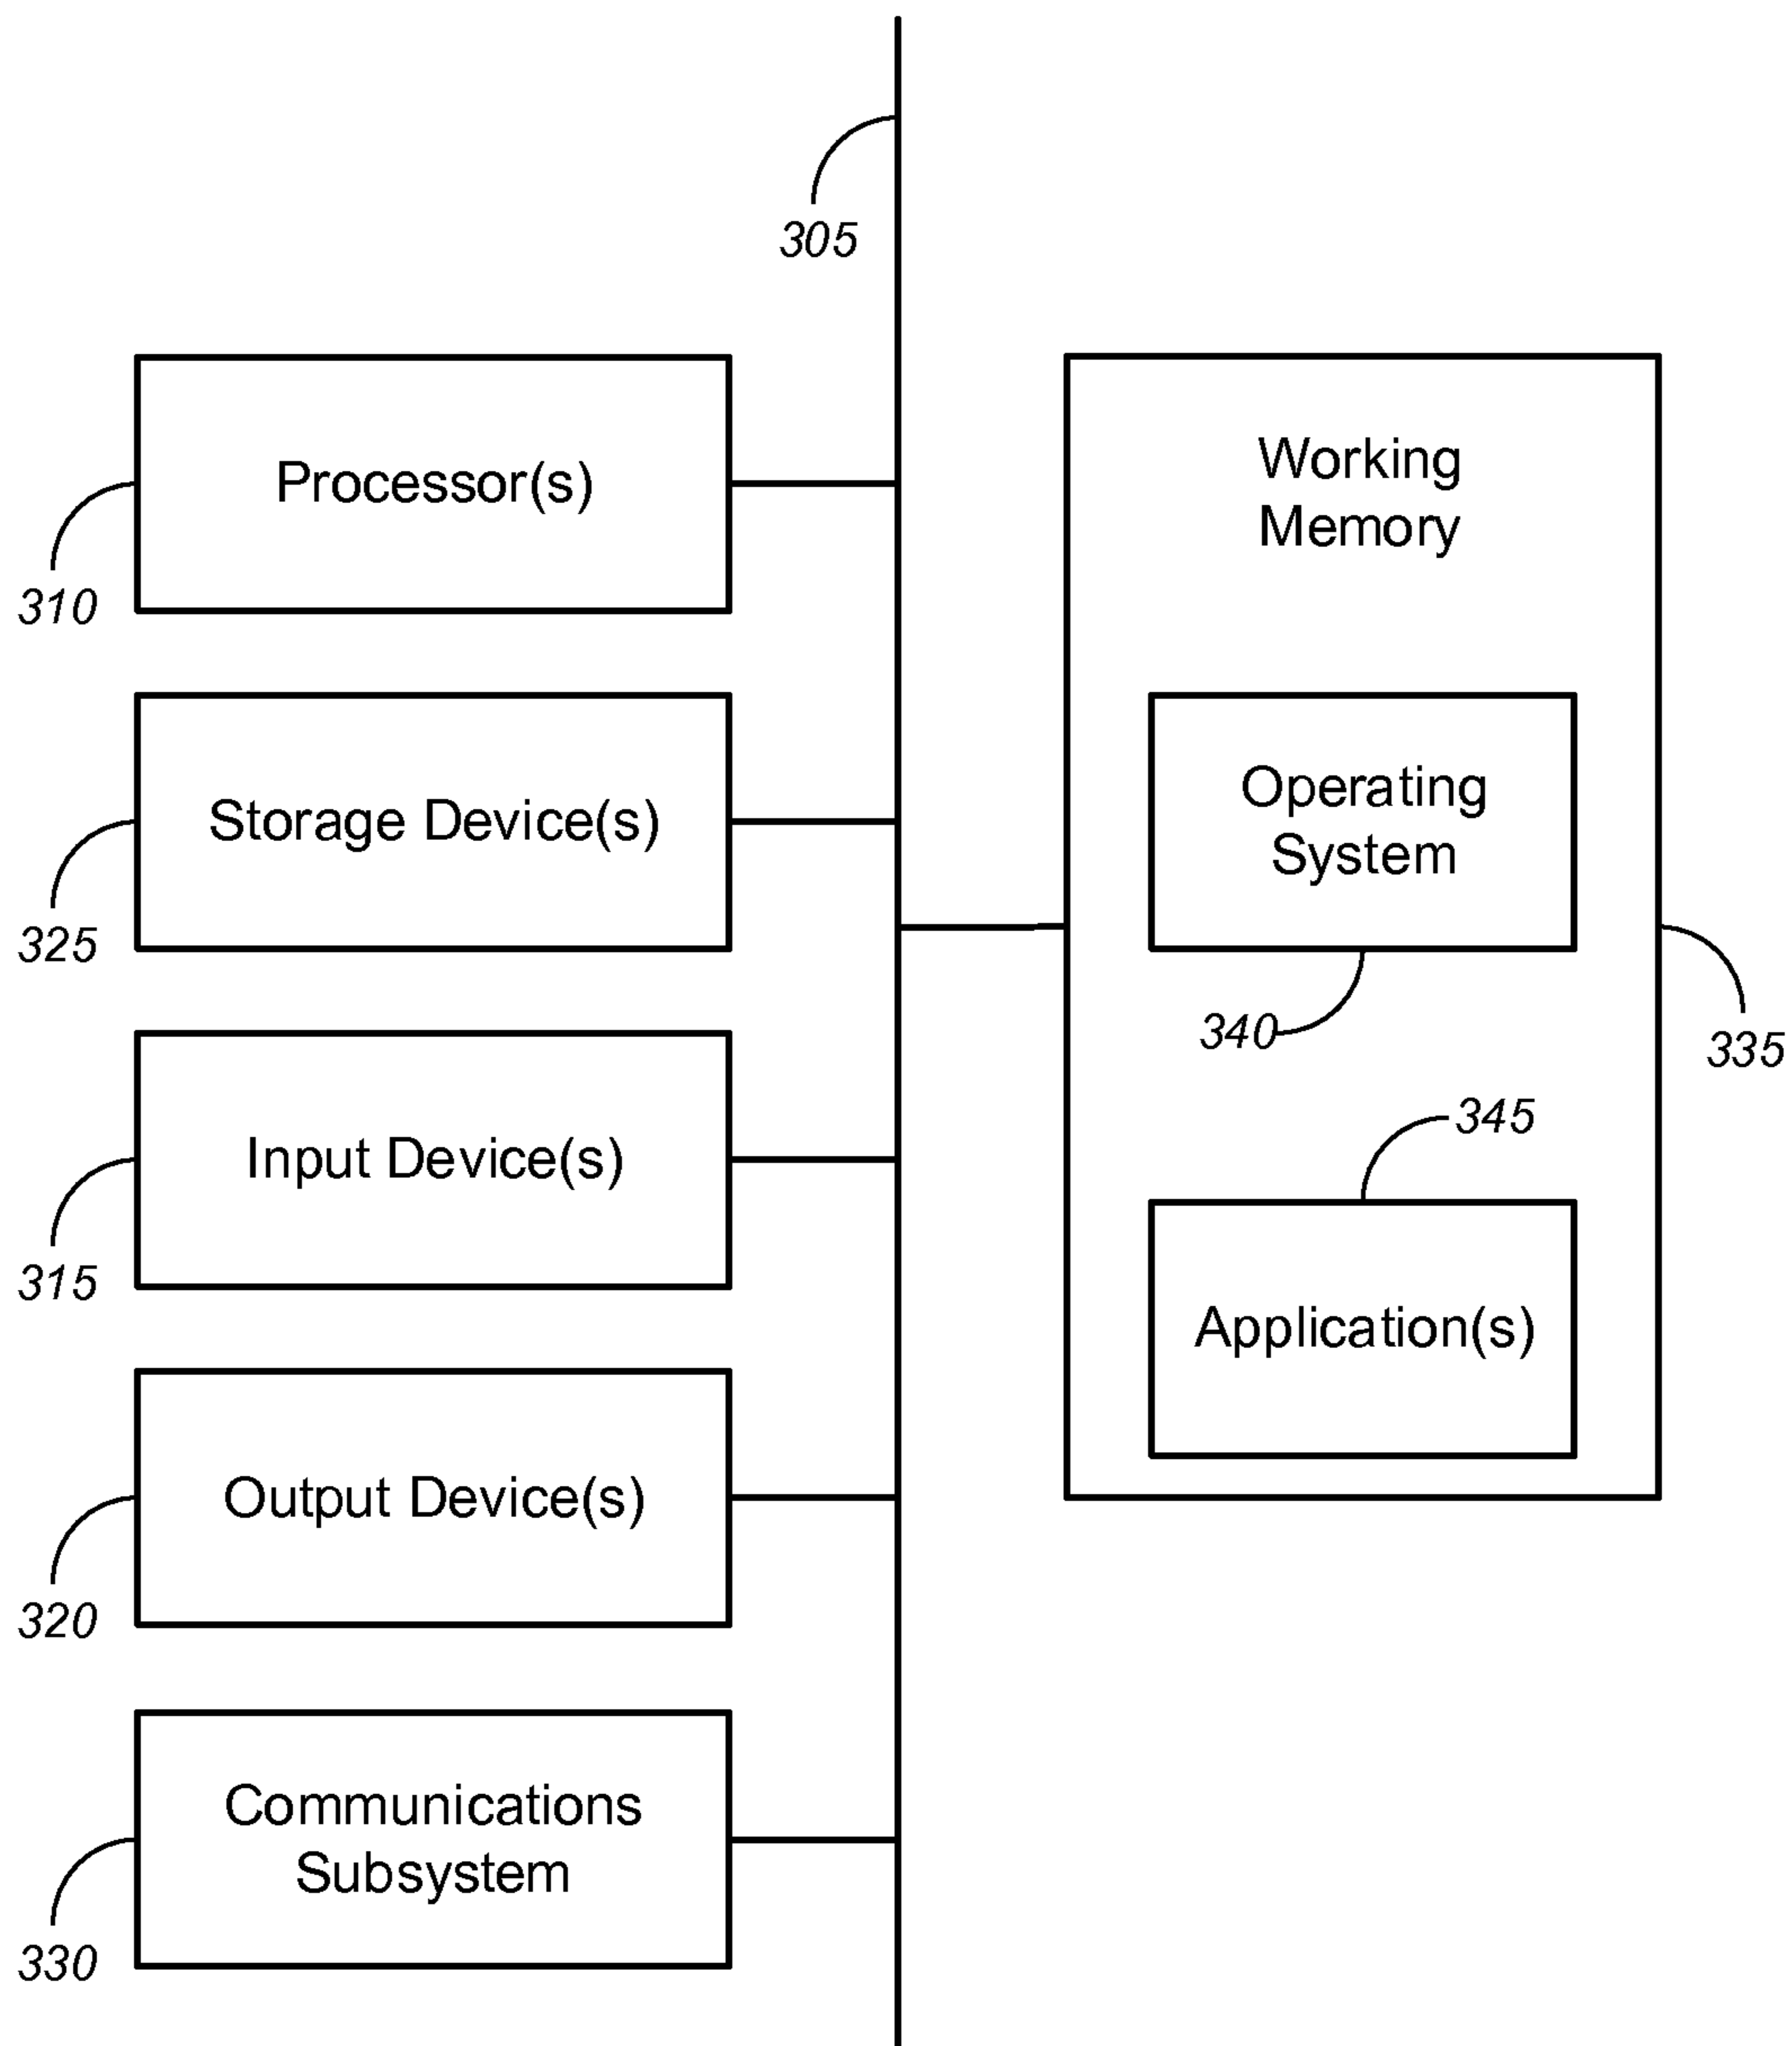 305
Processor(s)
310
Storage Device(s)
325
Input Device(s)
315
Output Device(s)
320
Communications
Subsystem
330
Working
Memory
Operating
System
340
335
345
Application(s)